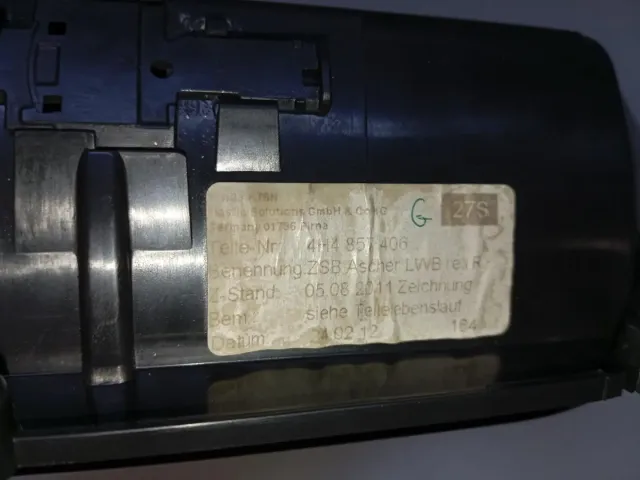 Solutions GmbH & Co KG
Germany 01796 Pirna
G
27S
Teile-Nr. 4H4 857 406
Benennung: ZSB Ascher LWB rea R
Z-Stand: 05.08.2011 Zeichnung
Bem.: siehe Teilelebenslauf
Datum: .02.12 164